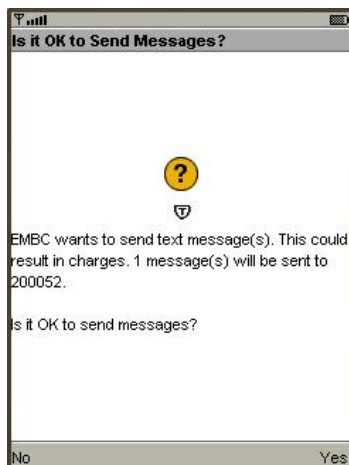 Is it OK to Send Messages?
?
T
EMBC wants to send text message(s). This could
result in charges. 1 message(s) will be sent to
200052.
Is it OK to send messages?
No Yes